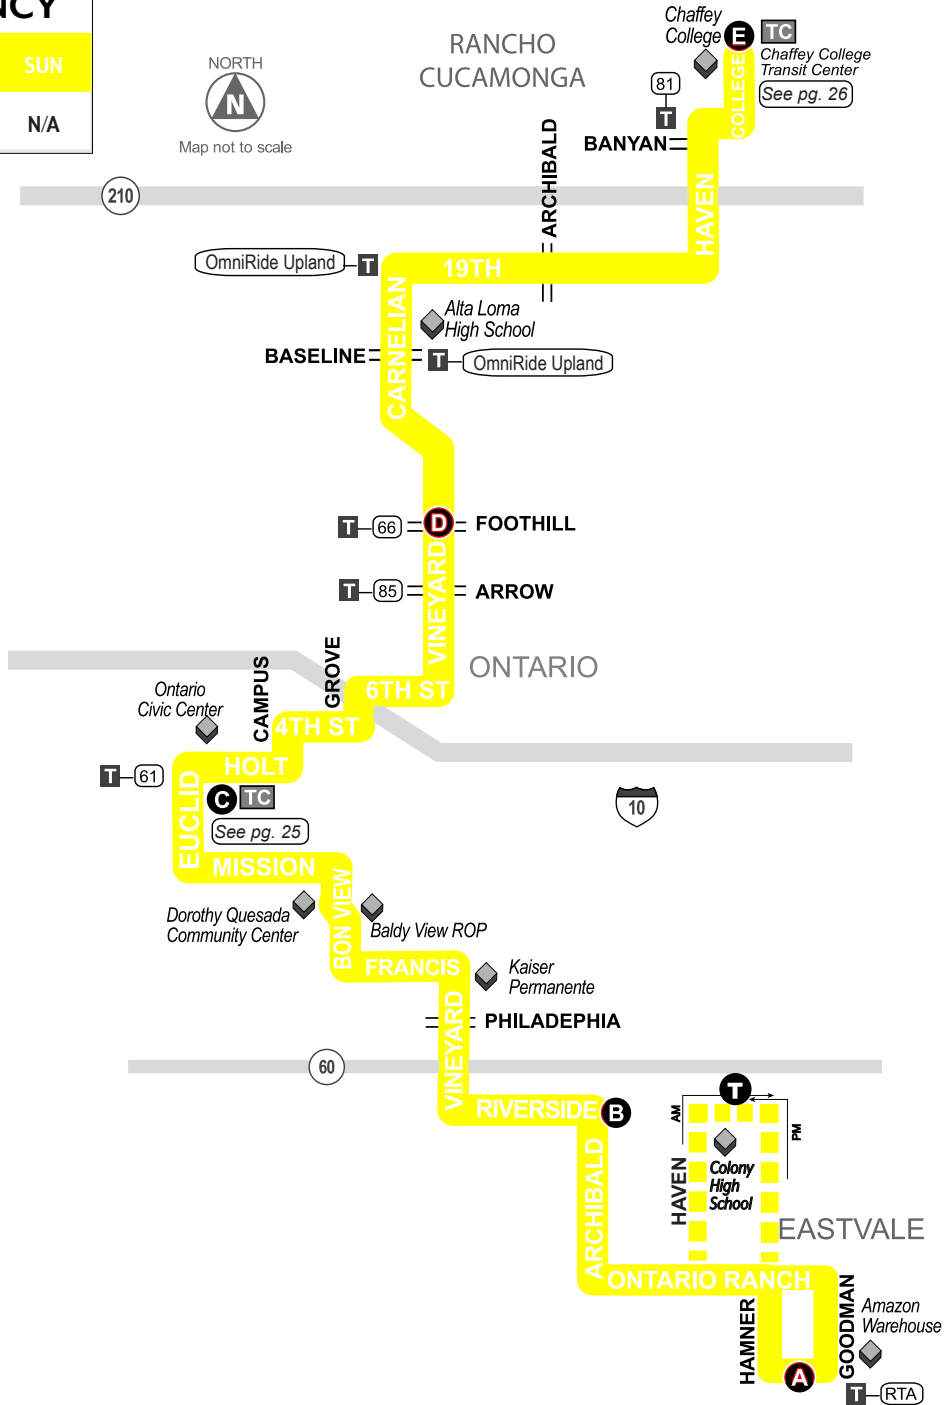 NCY
SUN
N/A
NORTH
N
Map not to scale
RANCHO
CUCAMONGA
Chaffey
College
E
TC
Chaffey College
Transit Center
See pg. 26
COLLEGE
81
T
BANYAN
ARCHIBALD
210
HAVEN
OmniRide Upland
T
19TH
CARNELIAN
Alta Loma
High School
BASELINE
T
OmniRide Upland
T
66
D
FOOTHILL
T
85
ARROW
VINEYARD
ONTARIO
GROVE
CAMPUS
6TH ST
Ontario
Civic Center
4TH ST
HOLT
T
61
C
TC
EUCLID
See pg. 25
10
MISSION
BON VIEW
Dorothy Quesada
Community Center
Baldy View ROP
FRANCIS
Kaiser
Permanente
VINEYARD
PHILADEPHIA
60
T
RIVERSIDE
B
AM
PM
ARCHIBALD
HAVEN
Colony
High
School
EASTVALE
ONTARIO RANCH
HAMNER
GOODMAN
Amazon
Warehouse
A
T
RTA